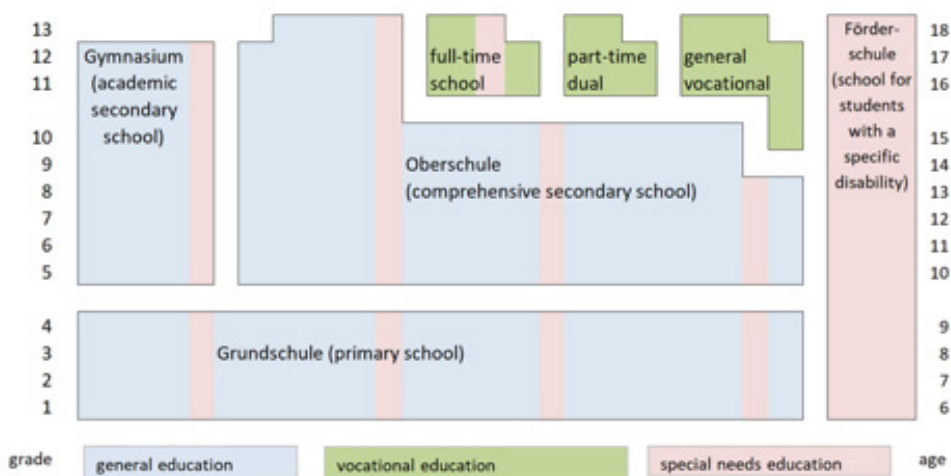 13
12
11
10
9
8
7
6
5
4
3
2
1
grade
Gymnasium
(academic
secondary
school)
full-time
school
part-time
dual
general
vocational
Oberschule
(comprehensive secondary school)
Grundschule (primary school)
Förder-
schule
(school for
students
with a
specific
disability)
18
17
16
15
14
13
12
11
10
9
8
7
6
age
general education
vocational education
special needs education